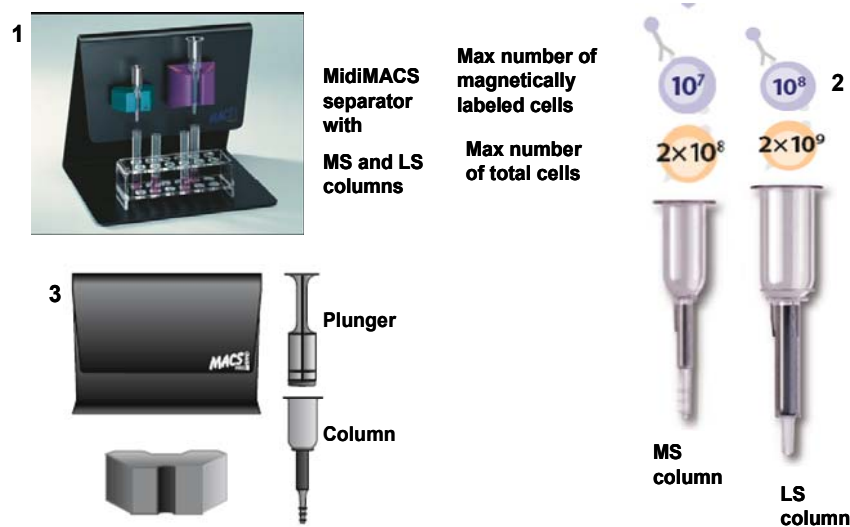 1
MACS
MidiMACS
separator
with
MS and LS
columns
Max number of
magnetically
labeled cells
Max number
of total cells
10⁷
10⁸
2
2×10⁸
2×10⁹
3
MACS
Plunger
Column
MS
column
LS
column